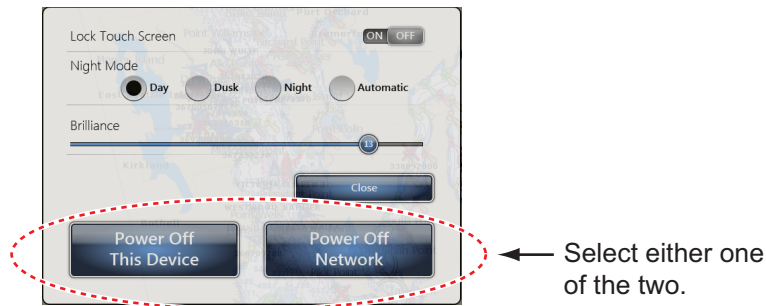 Lock Touch Screen
ON OFF
Night Mode
Day Dusk Night Automatic
Brilliance
13
Kirkland
Close
Power Off
This Device
Power Off
Network
Select either one
of the two.